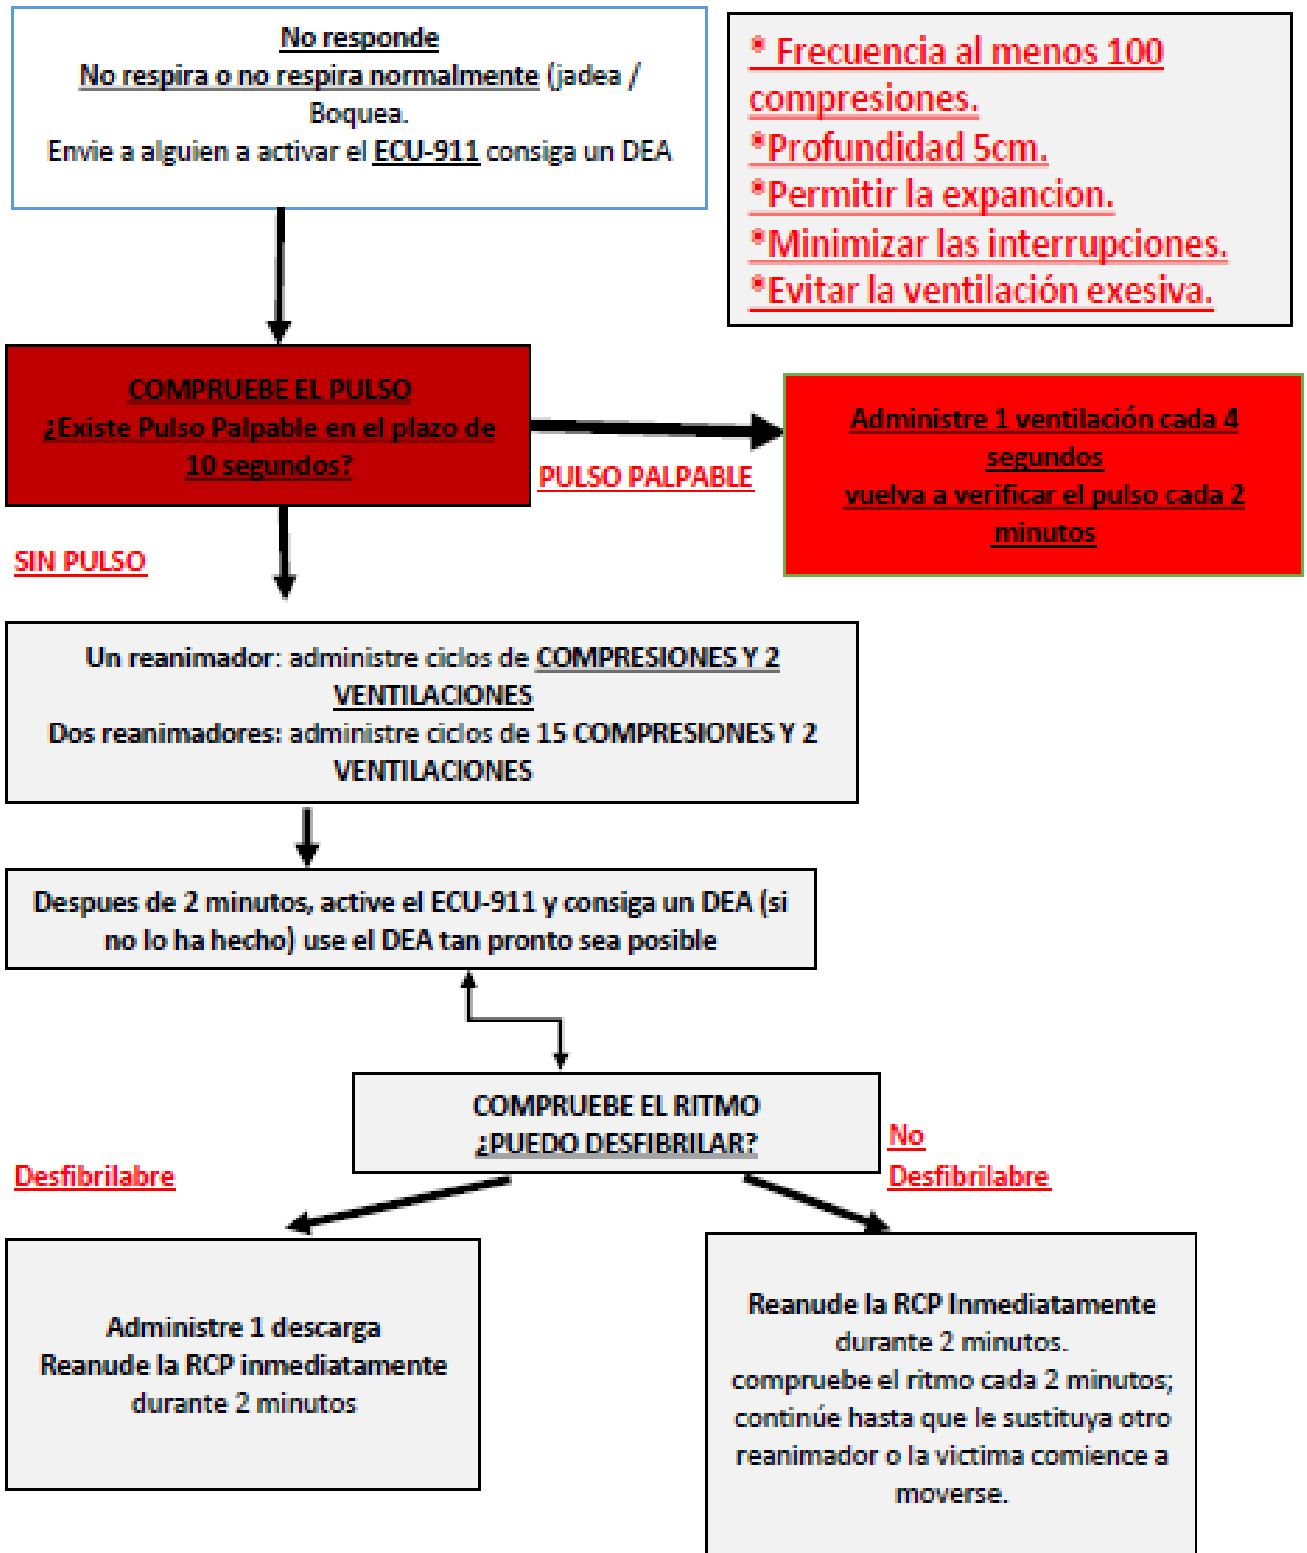 No responde
No respira o no respira normalmente (jadea /
Boquea.
Envie a alguien a activar el ECU-911 consiga un DEA
* Frecuencia al menos 100
compresiones.
*Profundidad 5cm.
*Permitir la expancion.
*Minimizar las interrupciones.
*Evitar la ventilación exesiva.
COMPRUEBE EL PULSO
¿Existe Pulso Palpable en el plazo de
10 segundos?
PULSO PALPABLE
Administre 1 ventilación cada 4
segundos
vuelva a verificar el pulso cada 2
minutos
SIN PULSO
Un reanimador: administre ciclos de COMPRESIONES Y 2
VENTILACIONES
Dos reanimadores: administre ciclos de 15 COMPRESIONES Y 2
VENTILACIONES
Despues de 2 minutos, active el ECU-911 y consiga un DEA (si
no lo ha hecho) use el DEA tan pronto sea posible
COMPRUEBE EL RITMO
¿PUEDO DESFIBRILAR?
Desfibrilabre
No
Desfibrilabre
Administre 1 descarga
Reanude la RCP inmediatamente
durante 2 minutos
Reanude la RCP Inmediatamente
durante 2 minutos.
compruebe el ritmo cada 2 minutos;
continúe hasta que le sustituya otro
reanimador o la victima comience a
moverse.